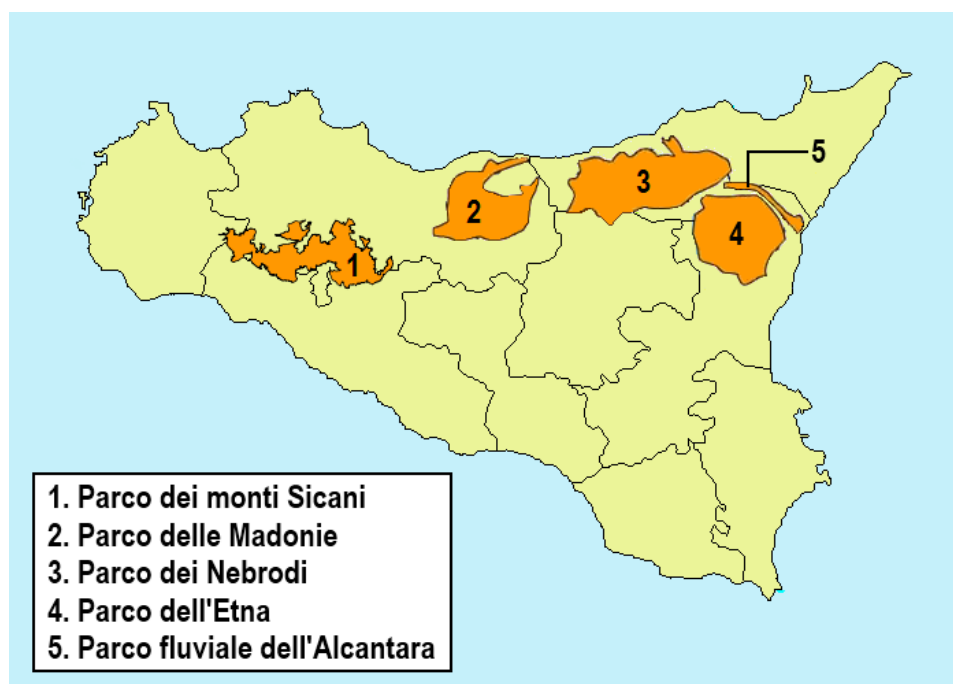 5
3
2
4
1
1. Parco dei monti Sicani
2. Parco delle Madonie
3. Parco dei Nebrodi
4. Parco dell'Etna
5. Parco fluviale dell'Alcantara